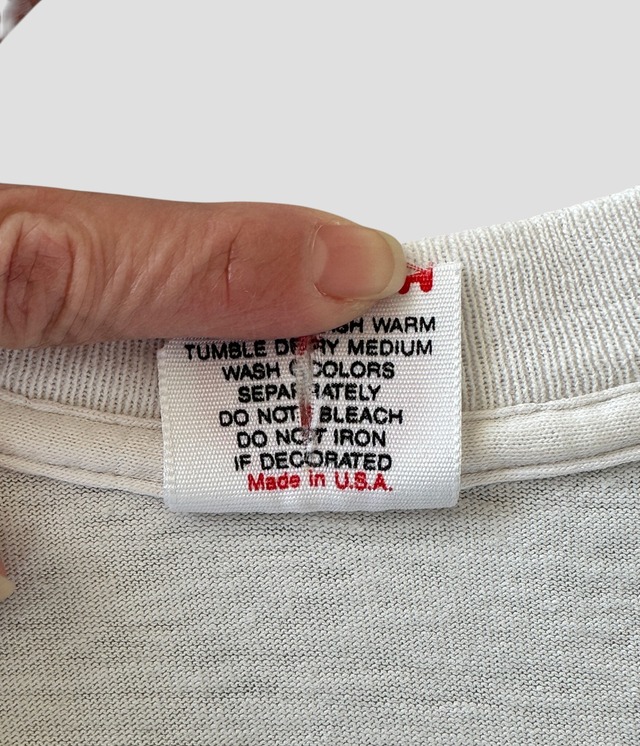 WARM
TUMBLE DRY MEDIUM
WASH COLORS
SEPARATELY
DO NOT BLEACH
DO NOT IRON
IF DECORATED
Made in U.S.A.